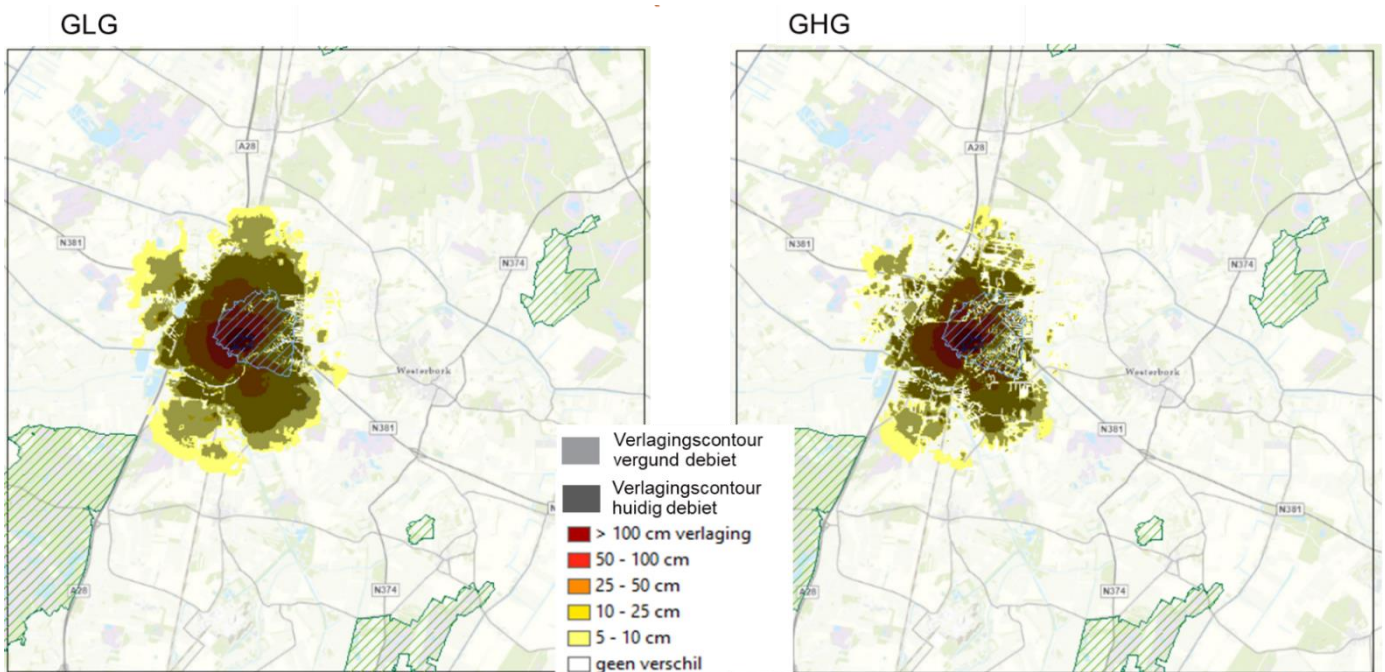 GLG
GHG
A28
A28
N381
N381
N374
N374
Westerbork
Westerbork
N381
N381
N381
Verlagingscontour
vergund debiet
Verlagingscontour
huidig debiet
> 100 cm verlaging
50 - 100 cm
25 - 50 cm
10 - 25 cm
5 - 10 cm
geen verschil
A28
N374
A28
N374